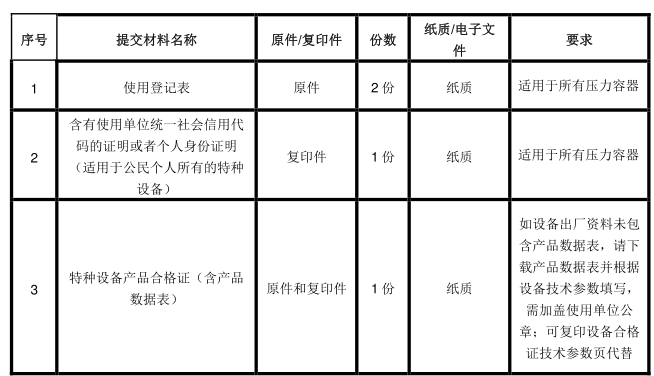 序号 提交材料名称 原件/复印件 份数 纸质/电子文件 要求
1 使用登记表 原件 2 份 纸质 适用于所有压力容器
2 含有使用单位统一社会信用代码的证明或者个人身份证明（适用于公民个人所有的特种设备） 复印件 1 份 纸质 适用于所有压力容器
3 特种设备产品合格证（含产品数据表） 原件和复印件 1 份 纸质 如设备出厂资料未包含产品数据表，请下载产品数据表并根据设备技术参数填写，需加盖使用单位公章；可复印设备合格证技术参数页代替